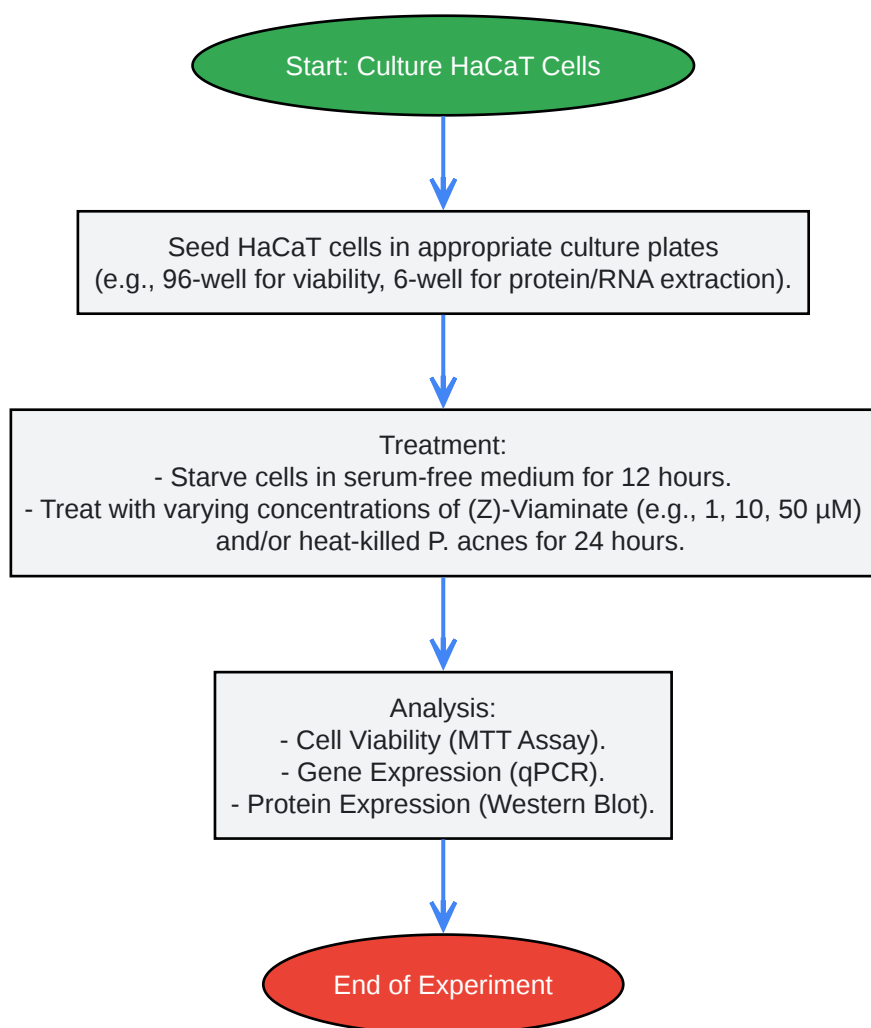 Start: Culture HaCaT Cells
Seed HaCaT cells in appropriate culture plates
(e.g., 96-well for viability, 6-well for protein/RNA extraction).
Treatment:
- Starve cells in serum-free medium for 12 hours.
- Treat with varying concentrations of (Z)-Viaminate (e.g., 1, 10, 50 μM)
and/or heat-killed P. acnes for 24 hours.
Analysis:
- Cell Viability (MTT Assay).
- Gene Expression (qPCR).
- Protein Expression (Western Blot).
End of Experiment